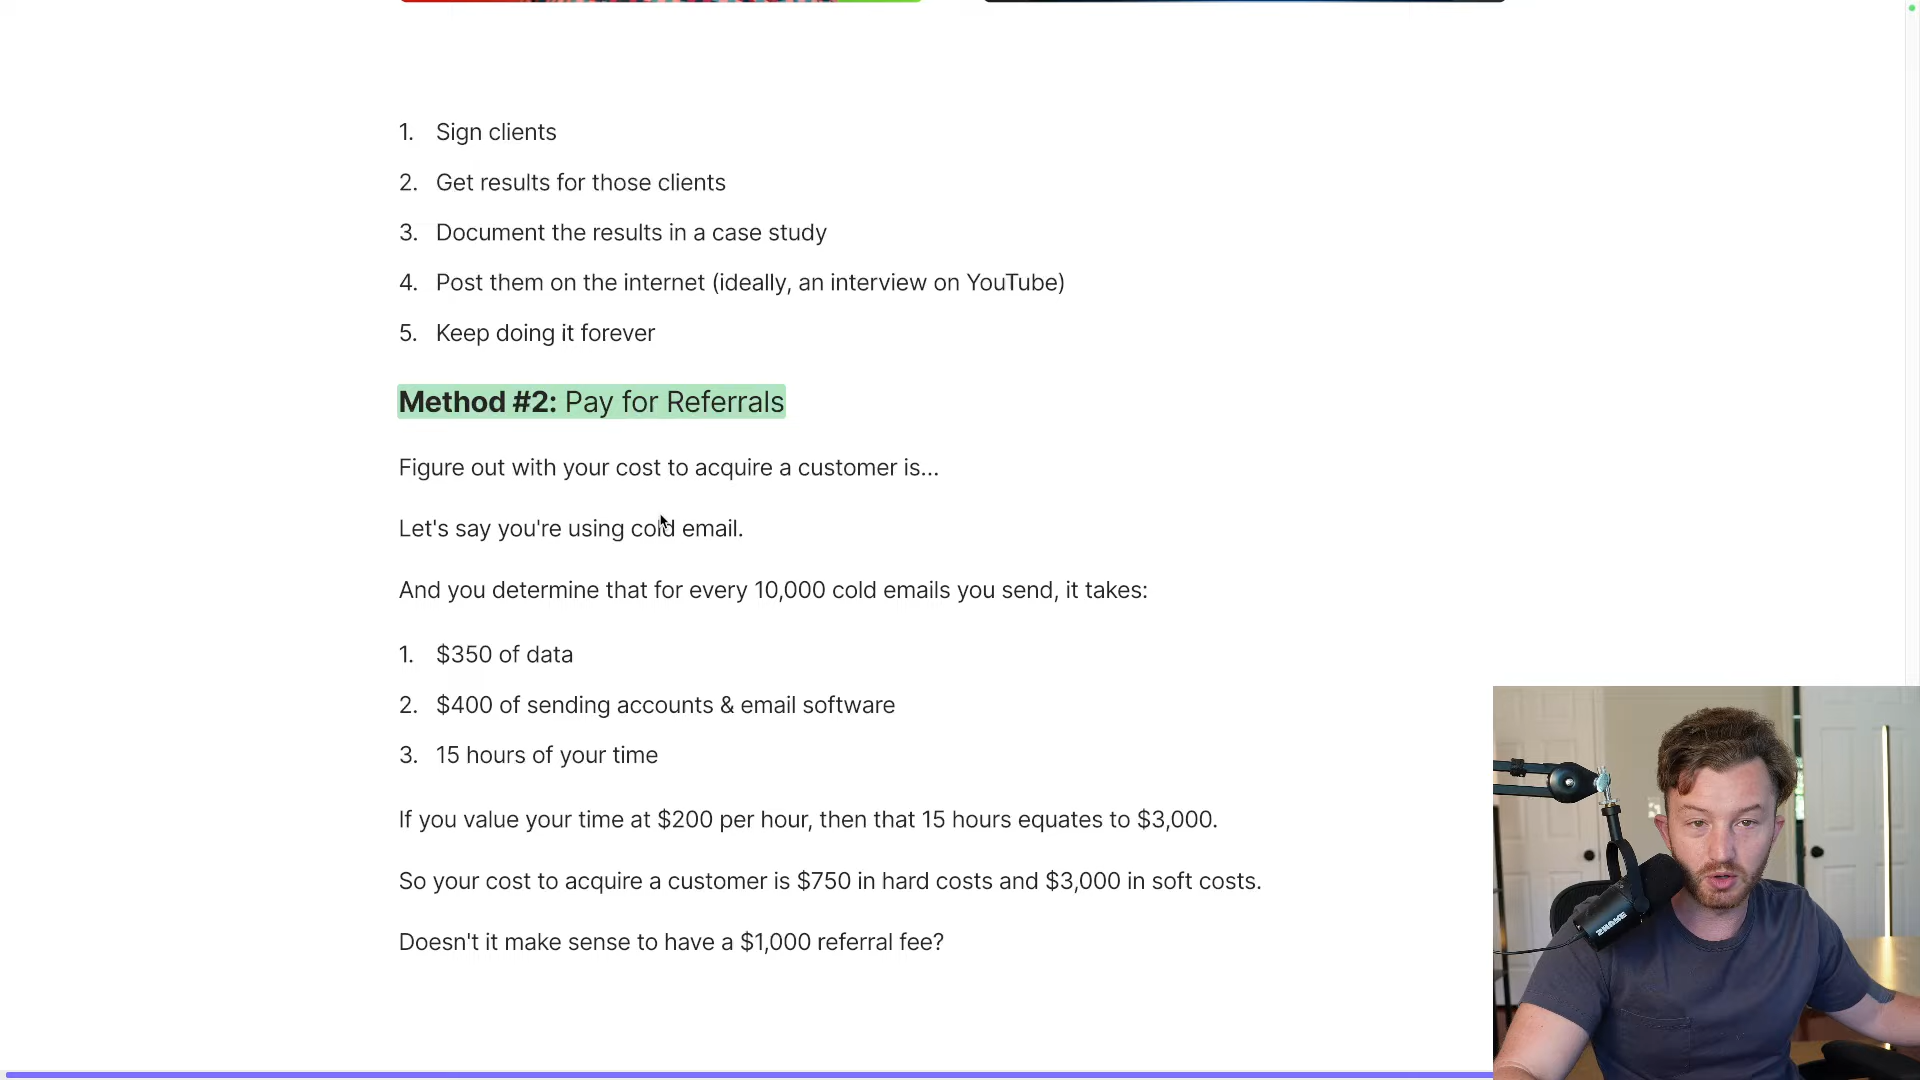 1. Sign clients
2. Get results for those clients
3. Document the results in a case study
4. Post them on the internet (ideally, an interview on YouTube)
5. Keep doing it forever
Method #2: Pay for Referrals
Figure out with your cost to acquire a customer is...
Let's say you're using cold email.
And you determine that for every 10,000 cold emails you send, it takes:
1. $350 of data
2. $400 of sending accounts & email software
3. 15 hours of your time
If you value your time at $200 per hour, then that 15 hours equates to $3,000.
So your cost to acquire a customer is $750 in hard costs and $3,000 in soft costs.
Doesn't it make sense to have a $1,000 referral fee?
SHURE